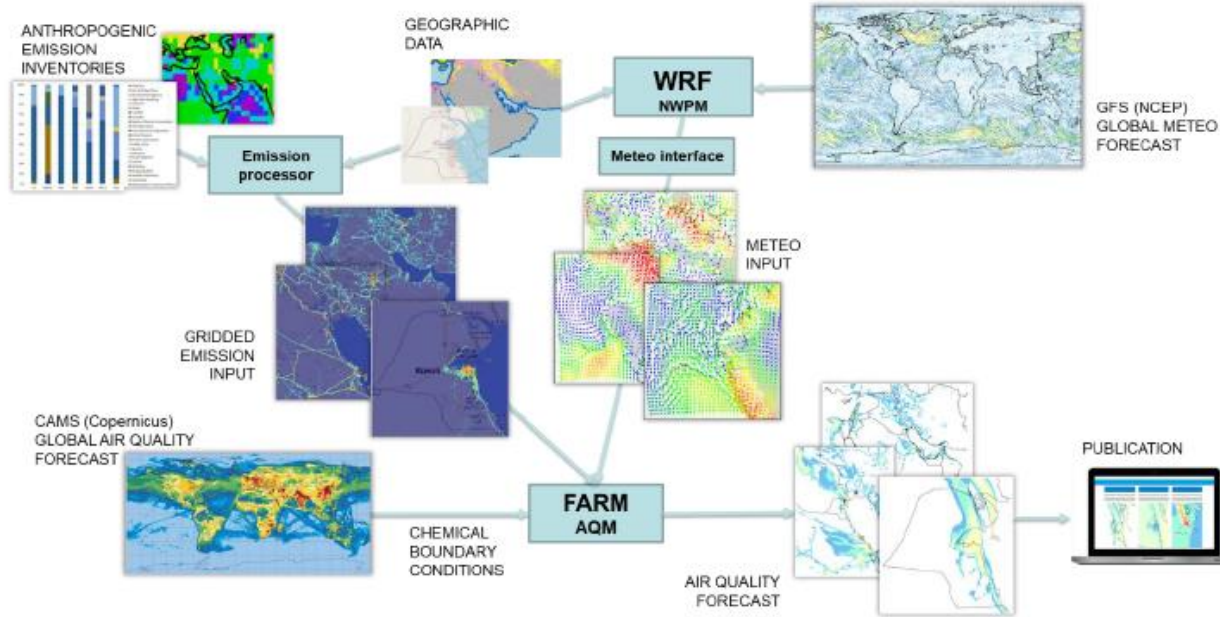 ANTHROPOGENIC
EMISSION
INVENTORIES
GEOGRAPHIC
DATA
WRF
NWPM
GFS (NCEP)
GLOBAL METEO
FORECAST
Emission
processor
Meteo interface
METEO
INPUT
GRIDDED
EMISSION
INPUT
CAMS (Copernicus)
GLOBAL AIR QUALITY
FORECAST
CHEMICAL
BOUNDARY
CONDITIONS
FARM
AQM
AIR QUALITY
FORECAST
PUBLICATION